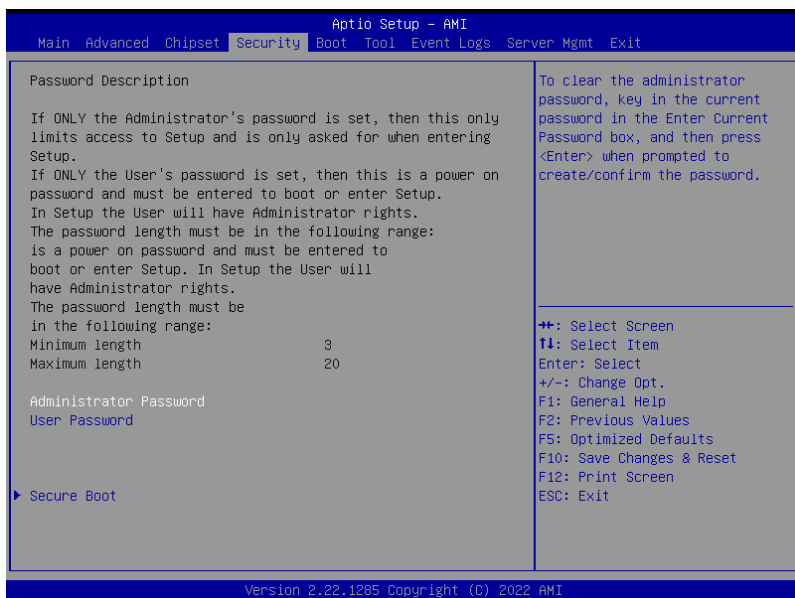 Aptio Setup – AMI
Main Advanced Chipset Security Boot Tool Event Logs Server Mgmt Exit
Password Description
If ONLY the Administrator's password is set, then this only
limits access to Setup and is only asked for when entering
Setup.
If ONLY the User's password is set, then this is a power on
password and must be entered to boot or enter Setup.
In Setup the User will have Administrator rights.
The password length must be in the following range:
is a power on password and must be entered to
boot or enter Setup. In Setup the User will
have Administrator rights.
The password length must be
in the following range:
Minimum length 3
Maximum length 20
Administrator Password
User Password
Secure Boot
To clear the administrator
password, key in the current
password in the Enter Current
Password box, and then press
<Enter> when prompted to
create/confirm the password.
→←: Select Screen
↑↓: Select Item
Enter: Select
+/-: Change Opt.
F1: General Help
F2: Previous Values
F5: Optimized Defaults
F10: Save Changes & Reset
F12: Print Screen
ESC: Exit
Version 2.22.1285 Copyright (C) 2022 AMI